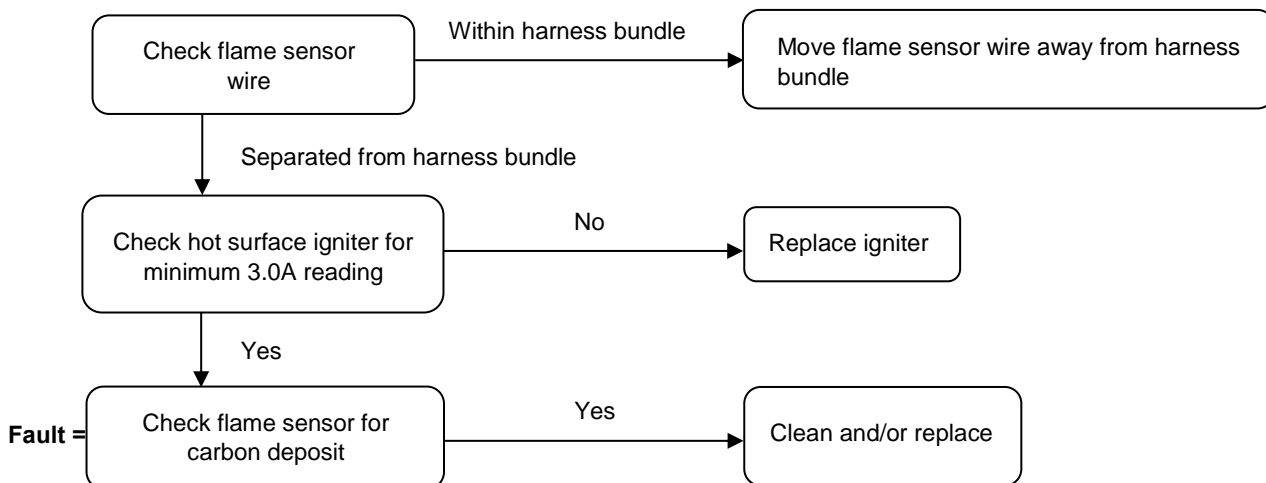 Check flame sensor
wire
Within harness bundle
Move flame sensor wire away from harness
bundle
Separated from harness bundle
Check hot surface igniter for
minimum 3.0A reading
No
Replace igniter
Yes
Fault =
Check flame sensor for
carbon deposit
Yes
Clean and/or replace